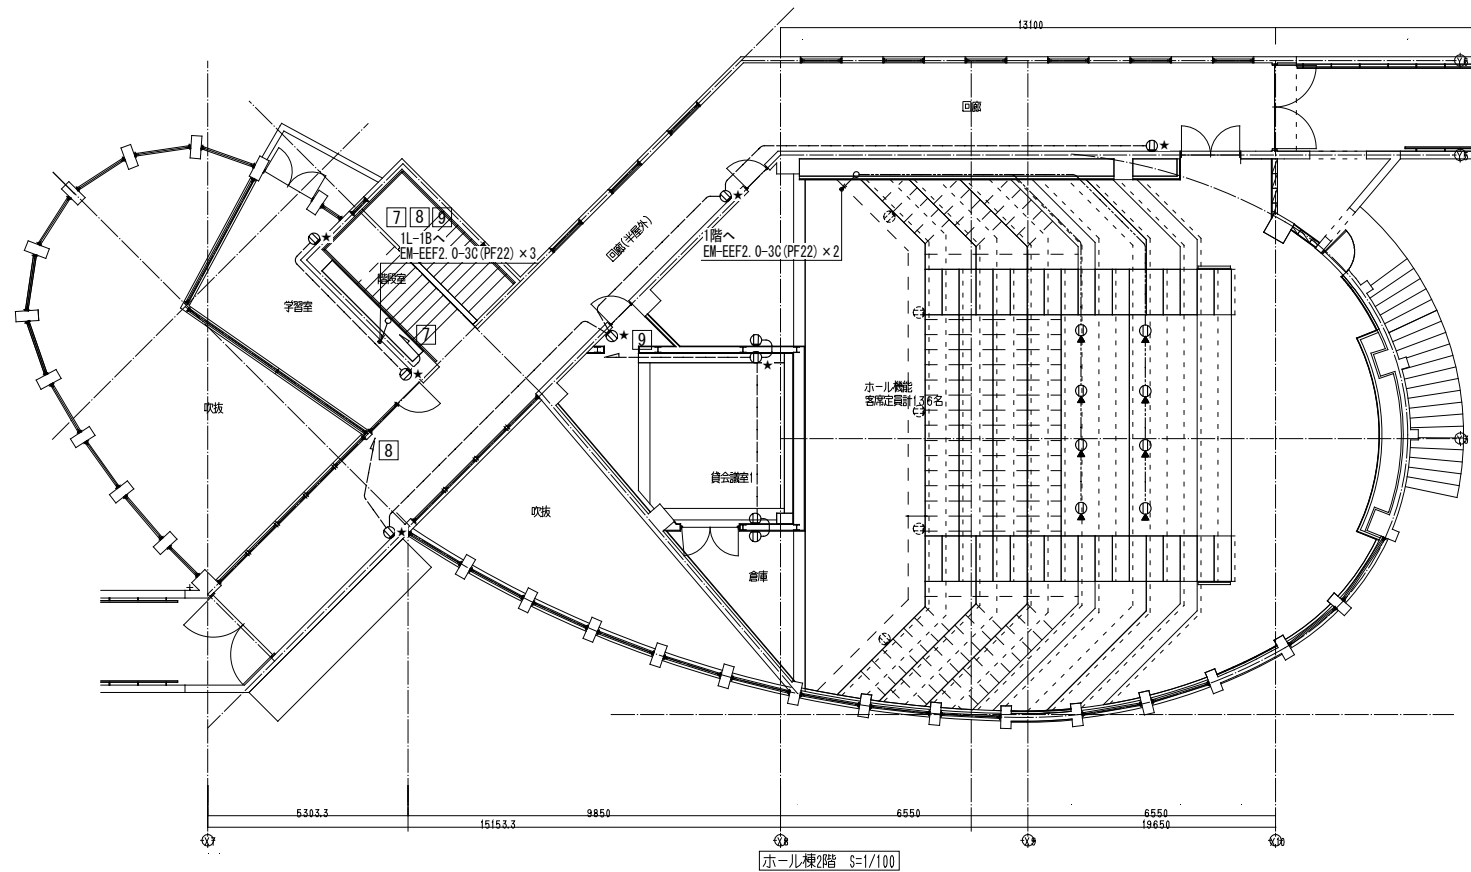 13100
回廊
7 8 9
1L-1Bへ
EM-EEF2.0-3C(PF22)×3
1階へ
EM-EEF2.0-3C(PF22)×2
回廊(半屋外)
階段室
学習室
7
9
ホール機能
客席定員計136名
吹抜
8
貸会議室1
吹抜
倉庫
5303.3
9850
6550
6550
15153.3
19650
ホール棟2階 S=1/100